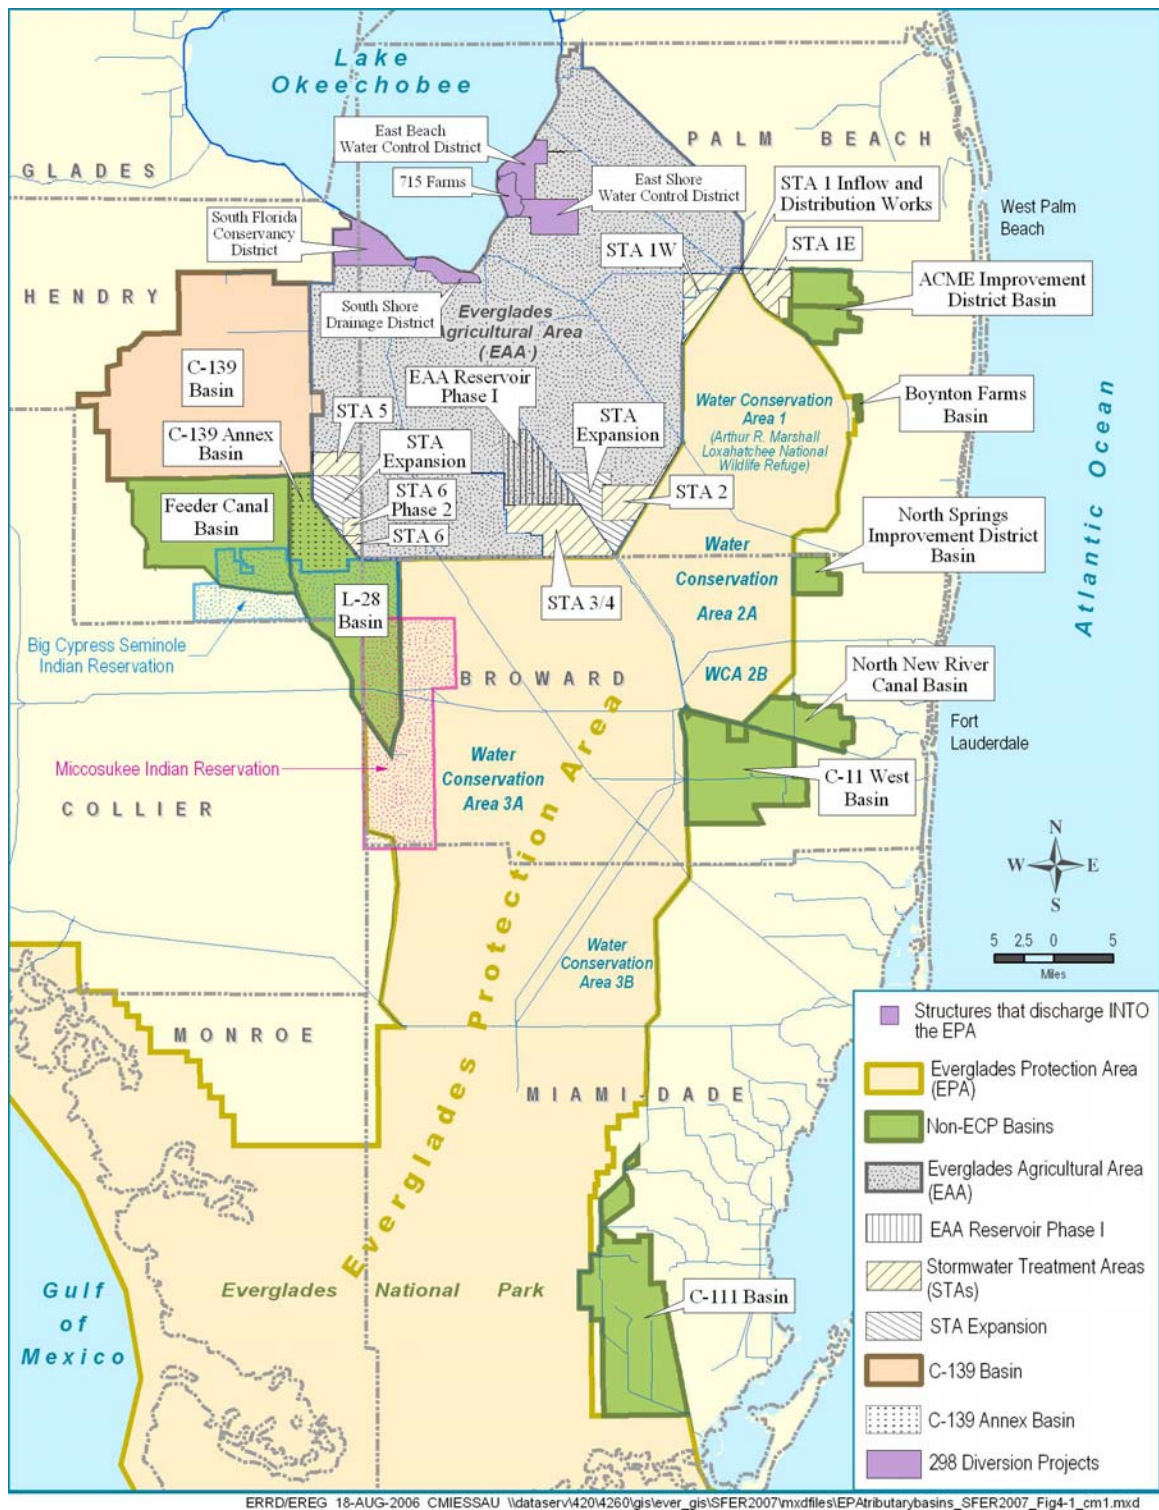 Lake
Okeechobee
East Beach
Water Control District
PALM BEACH
GLADES
715 Farms
East Shore
Water Control District
STA 1 Inflow and
Distribution Works
West Palm
Beach
South Florida
Conservancy
District
STA 1W
STA 1E
HENDRY
ACME Improvement
District Basin
South Shore
Drainage District
Everglades
Agricultural Area
(EAA)
C-139
Basin
EAA Reservoir
Phase I
Water Conservation
Area 1
(Arthur R. Marshall
Loxahatchee National
Wildlife Refuge)
Boynton Farms
Basin
STA 5
STA
Expansion
C-139 Annex
Basin
STA
Expansion
STA 2
STA 6
Phase 2
Feeder Canal
Basin
STA 6
North Springs
Improvement District
Basin
Atlantic Ocean
Water
Conservation
Area 2A
STA 3/4
L-28
Basin
Big Cypress Seminole
Indian Reservation
WCA 2B
BROWARD
North New River
Canal Basin
Fort
Lauderdale
Miccosukee Indian Reservation
Water
Conservation
Area 3A
C-11 West
Basin
COLLIER
Everglades Protection Area
N
W E
S
Water
Conservation
Area 3B
5 2.5 0 5
Miles
MONROE
MIAMI-DADE
Everglades National Park
C-111 Basin
Gulf
of
Mexico
Structures that discharge INTO
the EPA
Everglades Protection Area
(EPA)
Non-ECP Basins
Everglades Agricultural Area
(EAA)
EAA Reservoir Phase I
Stormwater Treatment Areas
(STAs)
STA Expansion
C-139 Basin
C-139 Annex Basin
298 Diversion Projects
ERRD/EREG 18-AUG-2006 CMIESSAU \\dataserv\420\4260\gis\ever_gis\SFER2007\mxdfiles\EPAtributarybasins_SFER2007_Fig4-1_cm1.mxd